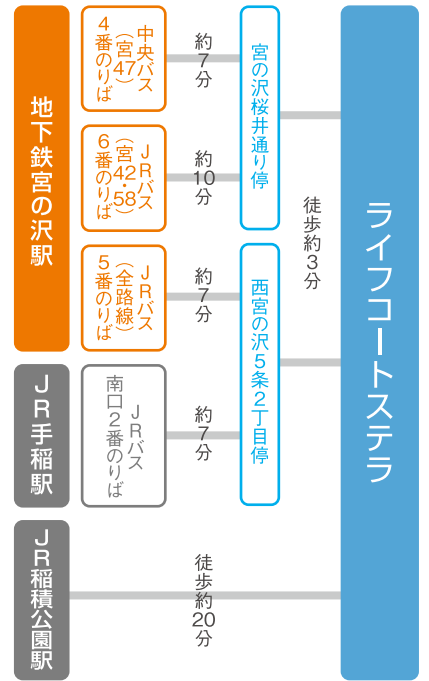 地下鉄宮の沢駅
中央バス
（宮47）
4番のりば
約7分
宮の沢桜井通り停
JRバス
（宮42・58）
6番のりば
約10分
JRバス
（全路線）
5番のりば
約7分
西宮の沢5条2丁目停
JR手稲駅
JRバス
南口2番のりば
約7分
徒歩約3分
JR稲積公園駅
徒歩約20分
ライフコートステラ